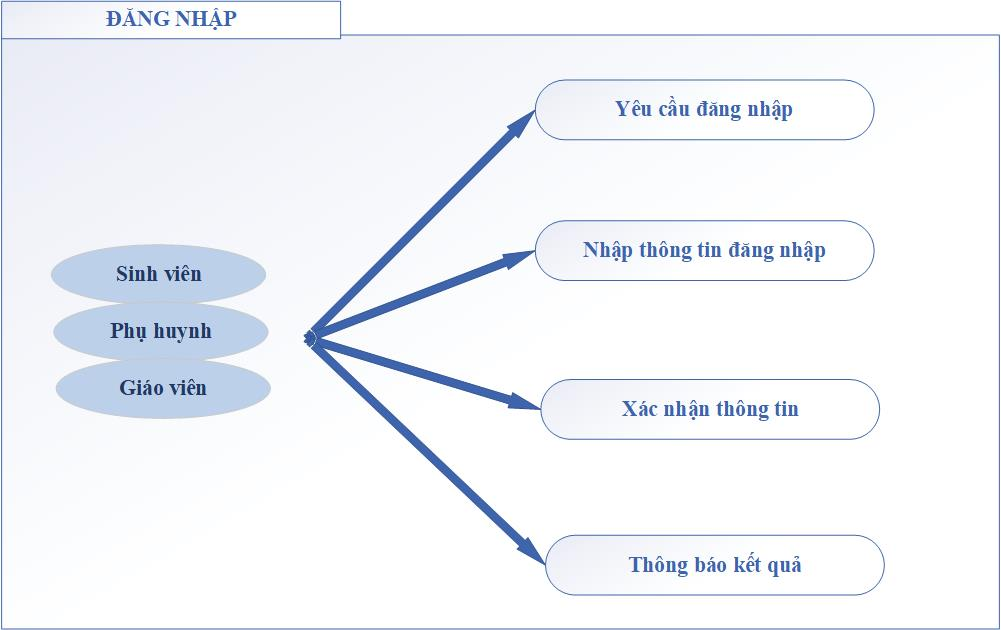 ĐĂNG NHẬP
Yêu cầu đăng nhập
Nhập thông tin đăng nhập
Sinh viên
Phụ huynh
Giáo viên
Xác nhận thông tin
Thông báo kết quả